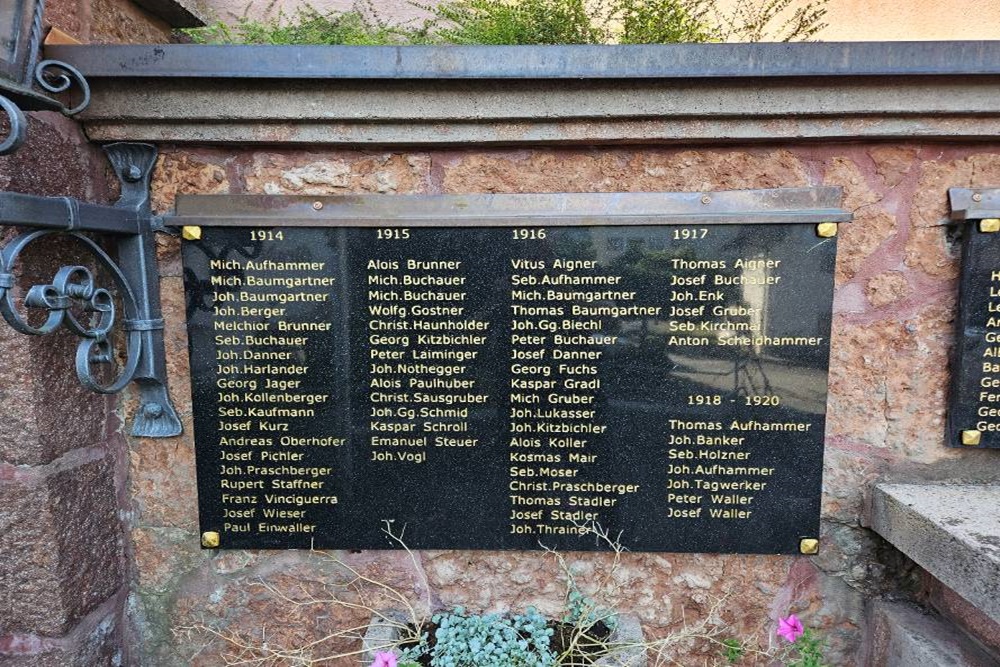 1914
Mich.Aufhammer
Mich.Baumgartner
Joh.Baumgartner
Joh.Berger
Melchior Brunner
Seb.Buchauer
Joh.Danner
Joh.Harlander
Georg Jager
Joh.Kollenberger
Seb.Kaufmann
Josef Kurz
Andreas Oberhofer
Josef Pichler
Joh.Praschberger
Rupert Staffner
Franz Vinciguerra
Josef Wieser
Paul Einwaller
1915
Alois Brunner
Mich.Buchauer
Mich.Buchauer
Wolfg.Gostner
Christ.Haunholder
Georg Kitzbichler
Peter Laiminger
Joh.Nothegger
Alois Paulhuber
Christ.Sausgruber
Joh.Gg.Schmid
Kaspar Schroll
Emanuel Steuer
Joh.Vogl
1916
Vitus Aigner
Seb.Aufhammer
Mich.Baumgartner
Thomas Baumgartner
Joh.Gg.Biechl
Peter Buchauer
Josef Danner
Georg Fuchs
Kaspar Gradl
Mich Gruber
Joh.Lukasser
Joh.Kitzbichler
Alois Koller
Kosmas Mair
Seb.Moser
Christ.Praschberger
Thomas Stadler
Josef Stadler
Joh.Thrainer
1917
Thomas Aigner
Josef Buchauer
Joh.Enk
Josef Gruber
Seb.Kirchmai
Anton Scheidhammer
1918 - 1920
Thomas Aufhammer
Joh.Banker
Seb.Holzner
Joh.Aufhammer
Joh.Tagwerker
Peter Waller
Josef Waller